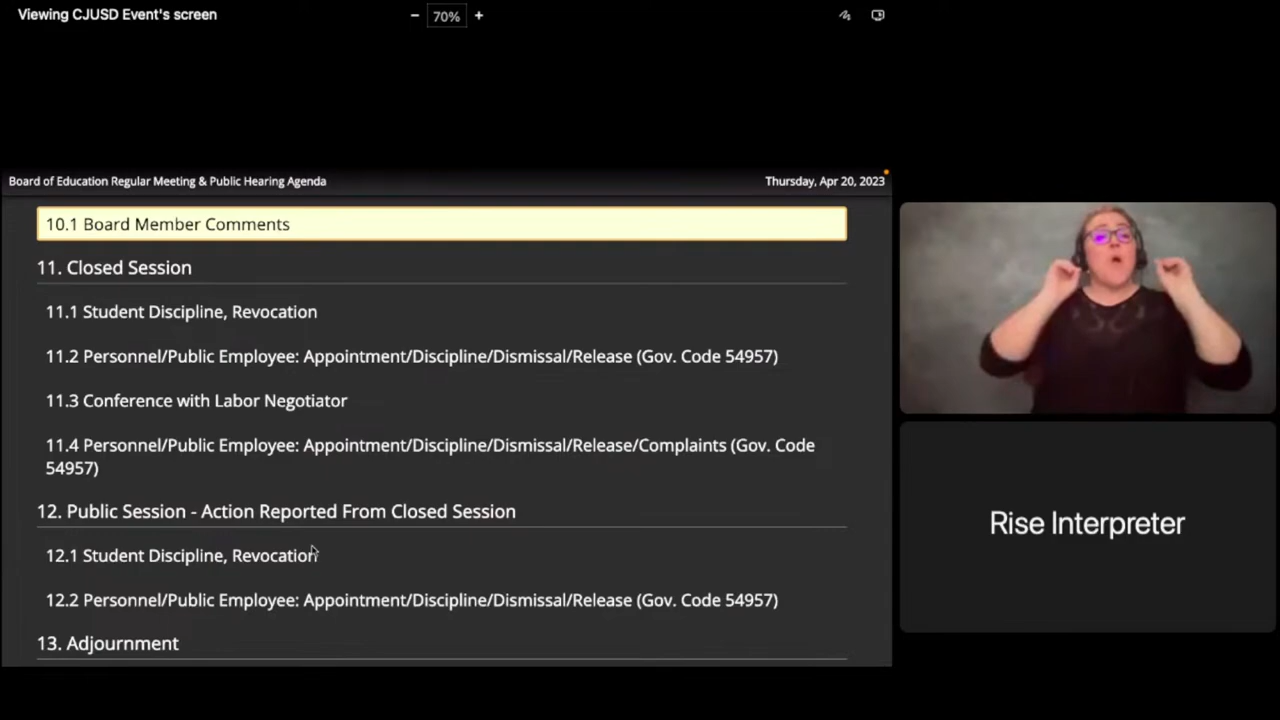 Viewing CJUSD Event's screen
− 70% +
Board of Education Regular Meeting & Public Hearing Agenda
Thursday, Apr 20, 2023
10.1 Board Member Comments
11. Closed Session
11.1 Student Discipline, Revocation
11.2 Personnel/Public Employee: Appointment/Discipline/Dismissal/Release (Gov. Code 54957)
11.3 Conference with Labor Negotiator
11.4 Personnel/Public Employee: Appointment/Discipline/Dismissal/Release/Complaints (Gov. Code
54957)
12. Public Session - Action Reported From Closed Session
12.1 Student Discipline, Revocation
12.2 Personnel/Public Employee: Appointment/Discipline/Dismissal/Release (Gov. Code 54957)
13. Adjournment
Rise Interpreter